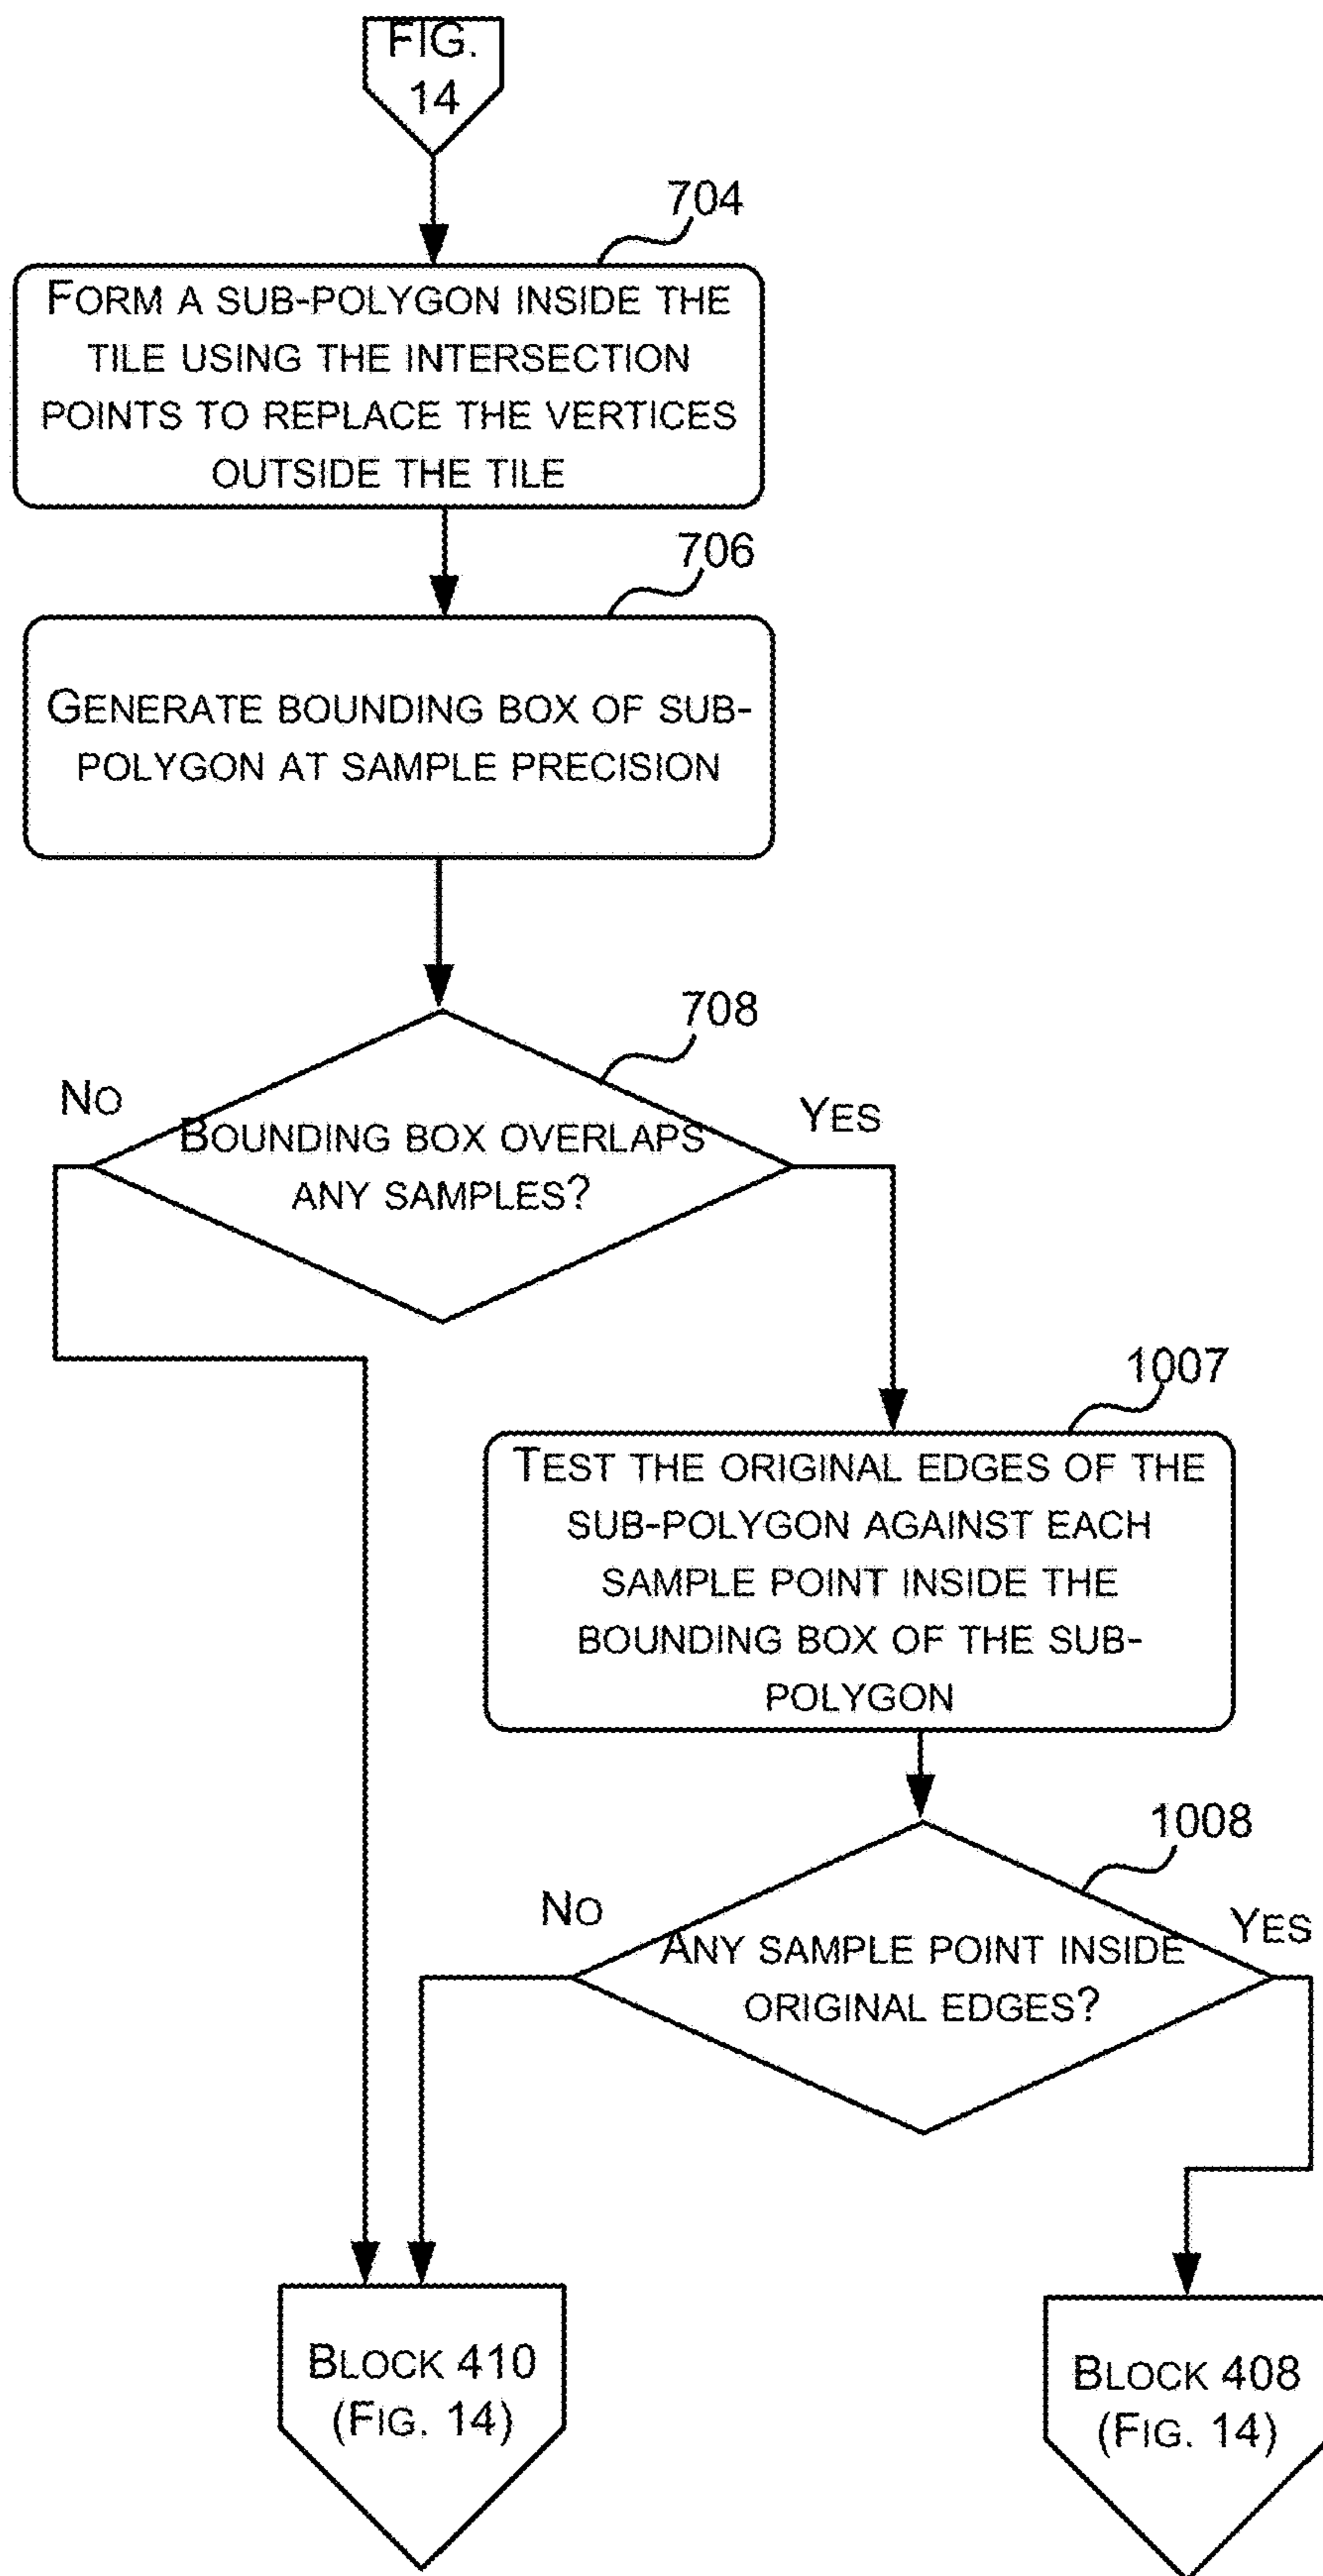 FIG.
14
704
FORM A SUB-POLYGON INSIDE THE
TILE USING THE INTERSECTION
POINTS TO REPLACE THE VERTICES
OUTSIDE THE TILE
706
GENERATE BOUNDING BOX OF SUB-
POLYGON AT SAMPLE PRECISION
708
NO
YES
BOUNDING BOX OVERLAPS
ANY SAMPLES?
1007
TEST THE ORIGINAL EDGES OF THE
SUB-POLYGON AGAINST EACH
SAMPLE POINT INSIDE THE
BOUNDING BOX OF THE SUB-
POLYGON
1008
NO
YES
ANY SAMPLE POINT INSIDE
ORIGINAL EDGES?
BLOCK 410
(FIG. 14)
BLOCK 408
(FIG. 14)